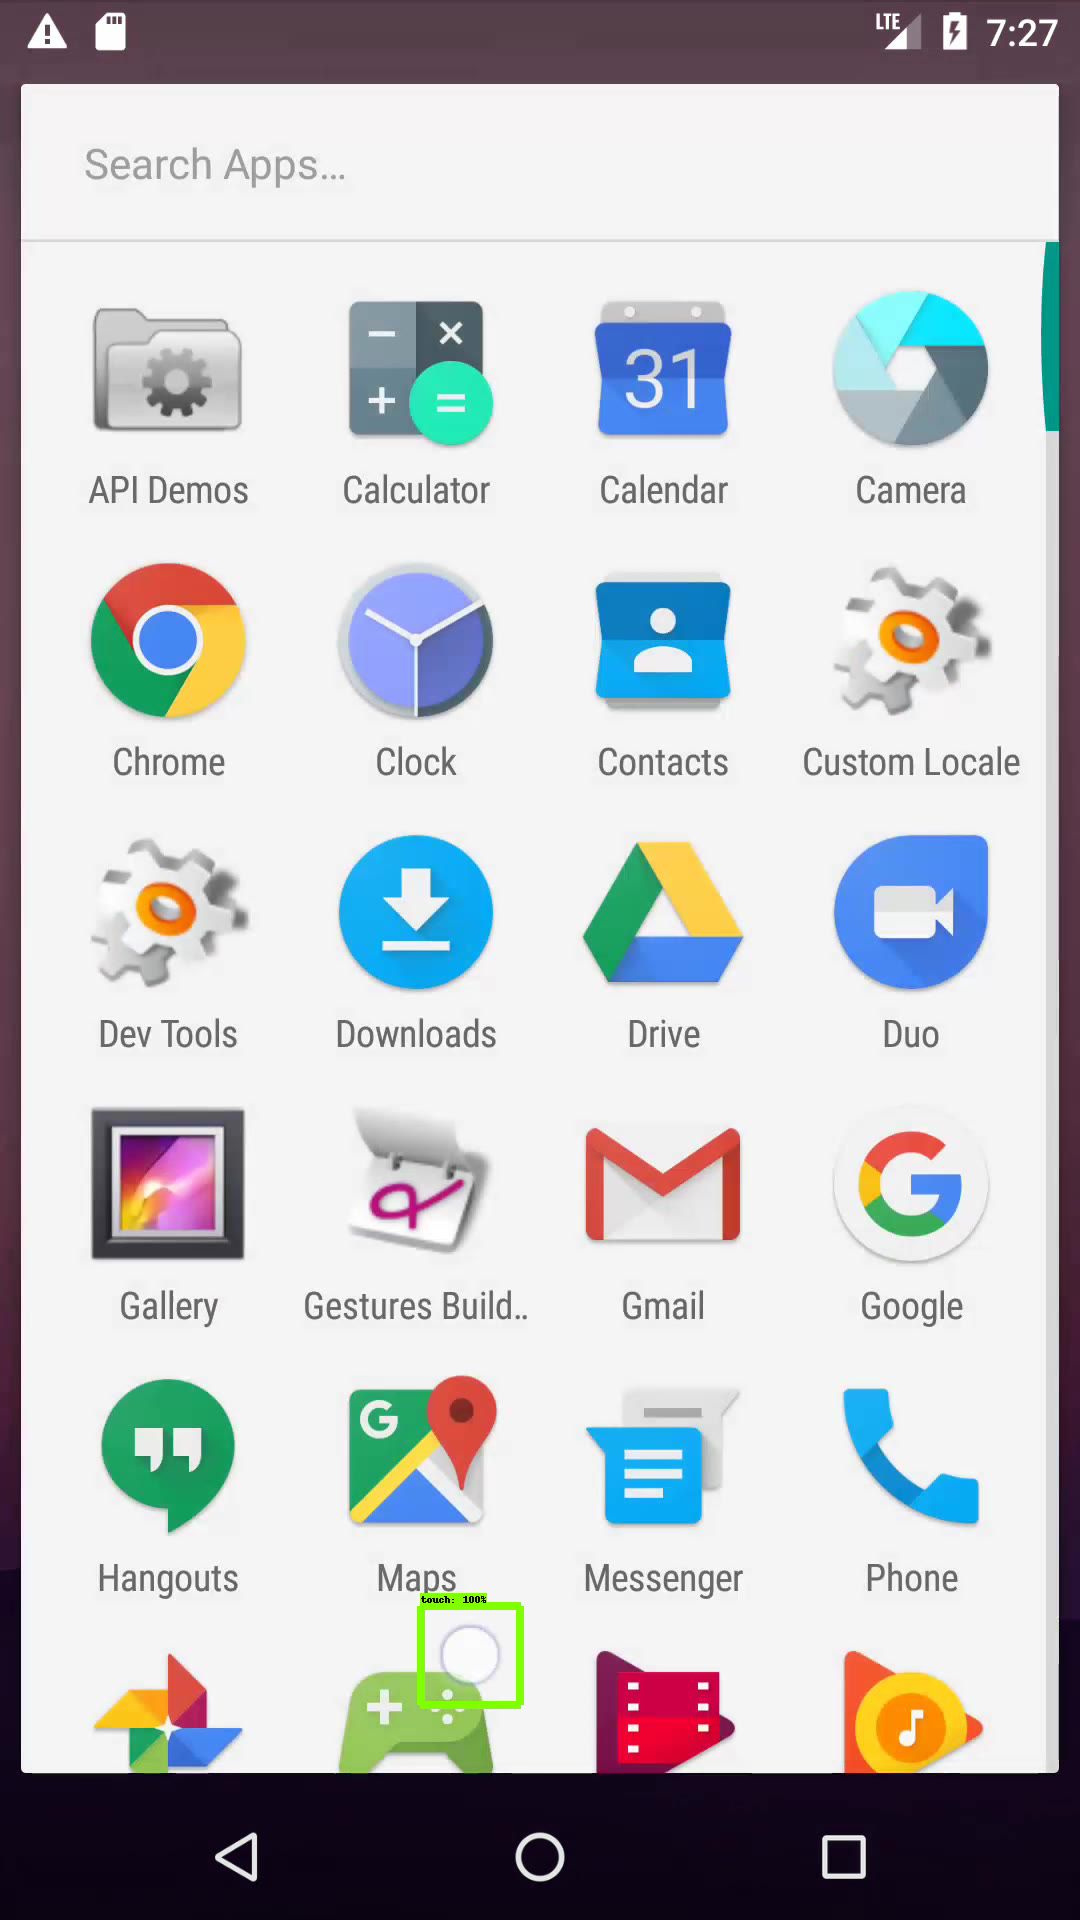 LTE 7:27
Search Apps...
31
API Demos Calculator Calendar Camera
Chrome Clock Contacts Custom Locale
Dev Tools Downloads Drive Duo
G
Gallery Gestures Build.. Gmail Google
G
Hangouts Maps Messenger Phone
touch: 100%